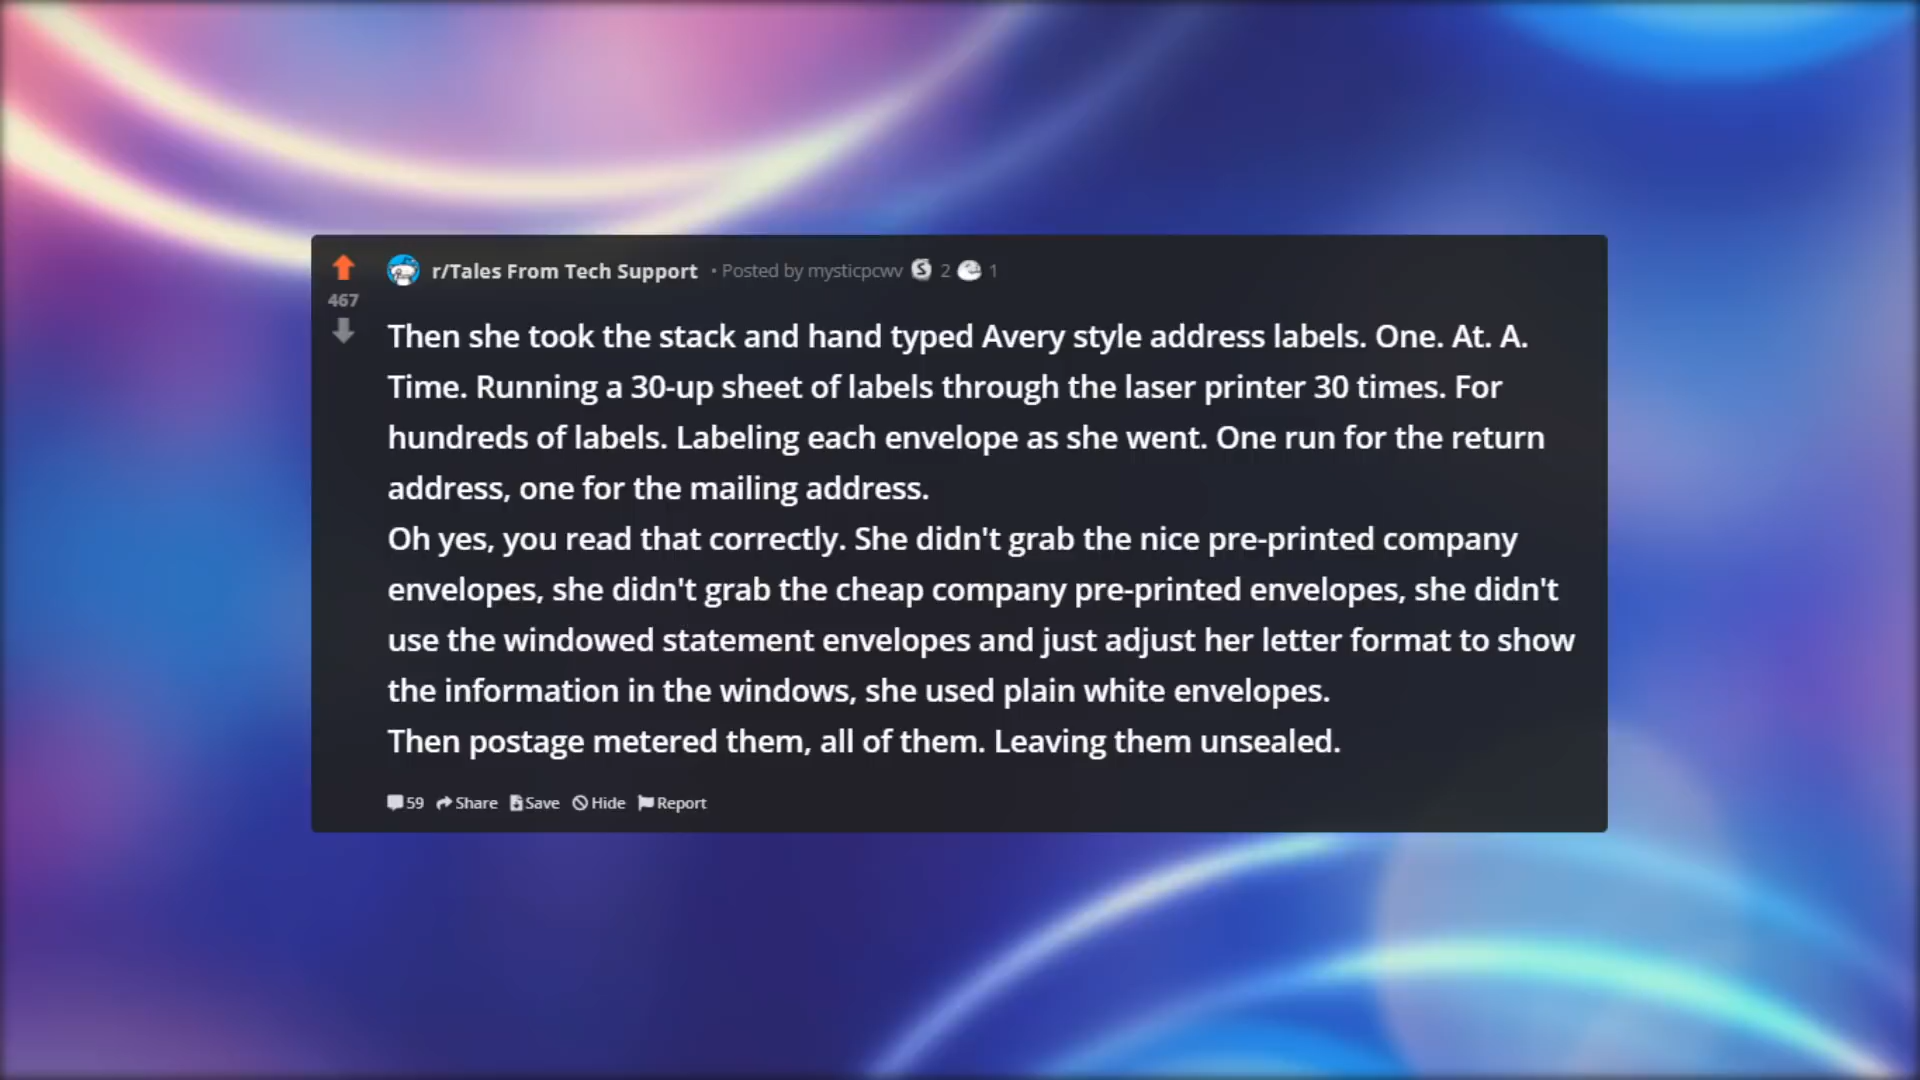 r/Tales From Tech Support • Posted by mysticpcwv 2 1
467
Then she took the stack and hand typed Avery style address labels. One. At. A.
Time. Running a 30-up sheet of labels through the laser printer 30 times. For
hundreds of labels. Labeling each envelope as she went. One run for the return
address, one for the mailing address.
Oh yes, you read that correctly. She didn't grab the nice pre-printed company
envelopes, she didn't grab the cheap company pre-printed envelopes, she didn't
use the windowed statement envelopes and just adjust her letter format to show
the information in the windows, she used plain white envelopes.
Then postage metered them, all of them. Leaving them unsealed.
59 Share Save Hide Report